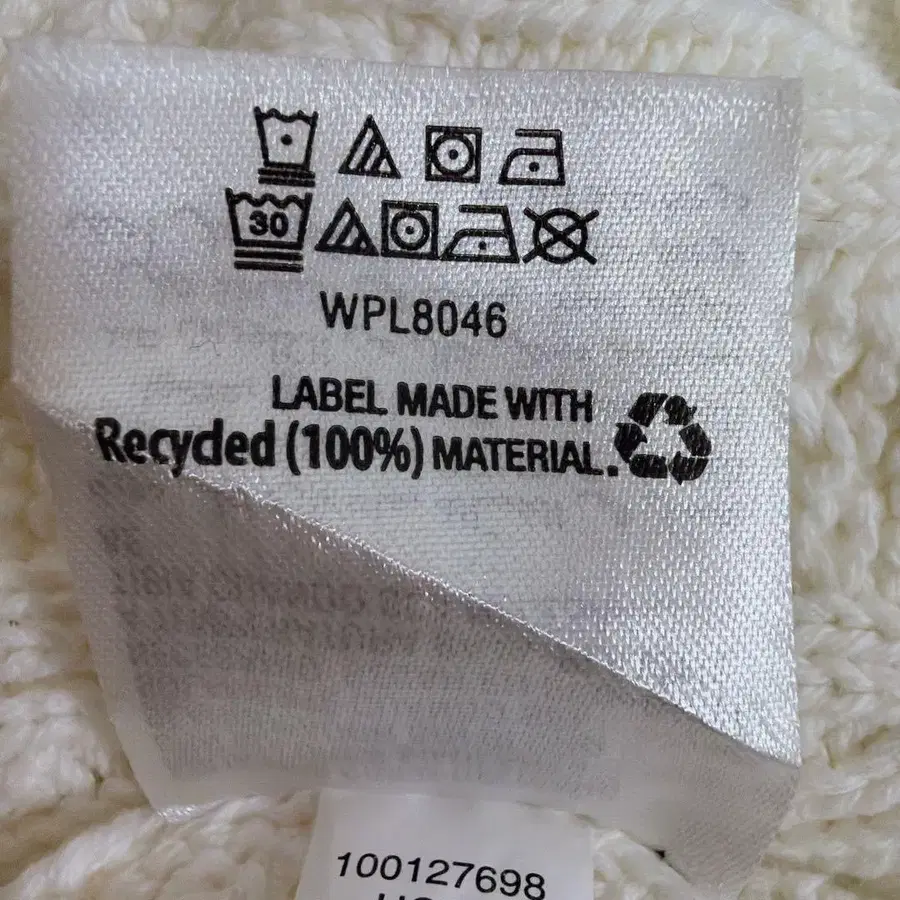 30
WPL8046
LABEL MADE WITH
Recycled (100%) MATERIAL.
100127698